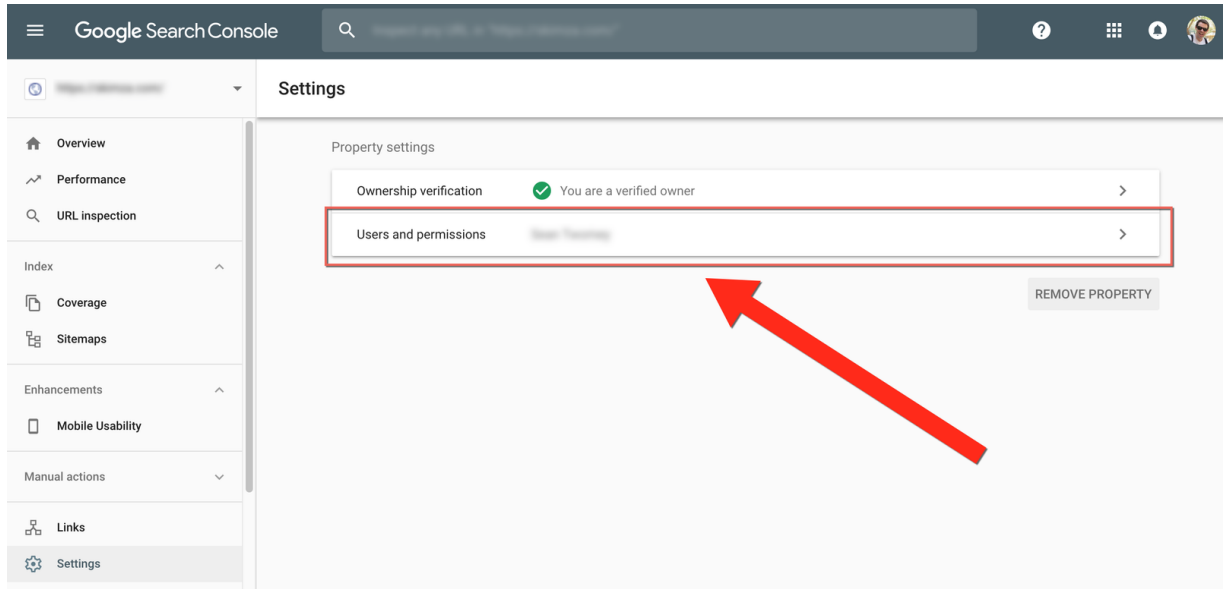 Google Search Console
Settings
Overview
Performance
URL inspection
Index
Coverage
Sitemaps
Enhancements
Mobile Usability
Manual actions
Links
Settings
Property settings
Ownership verification You are a verified owner
Users and permissions
REMOVE PROPERTY